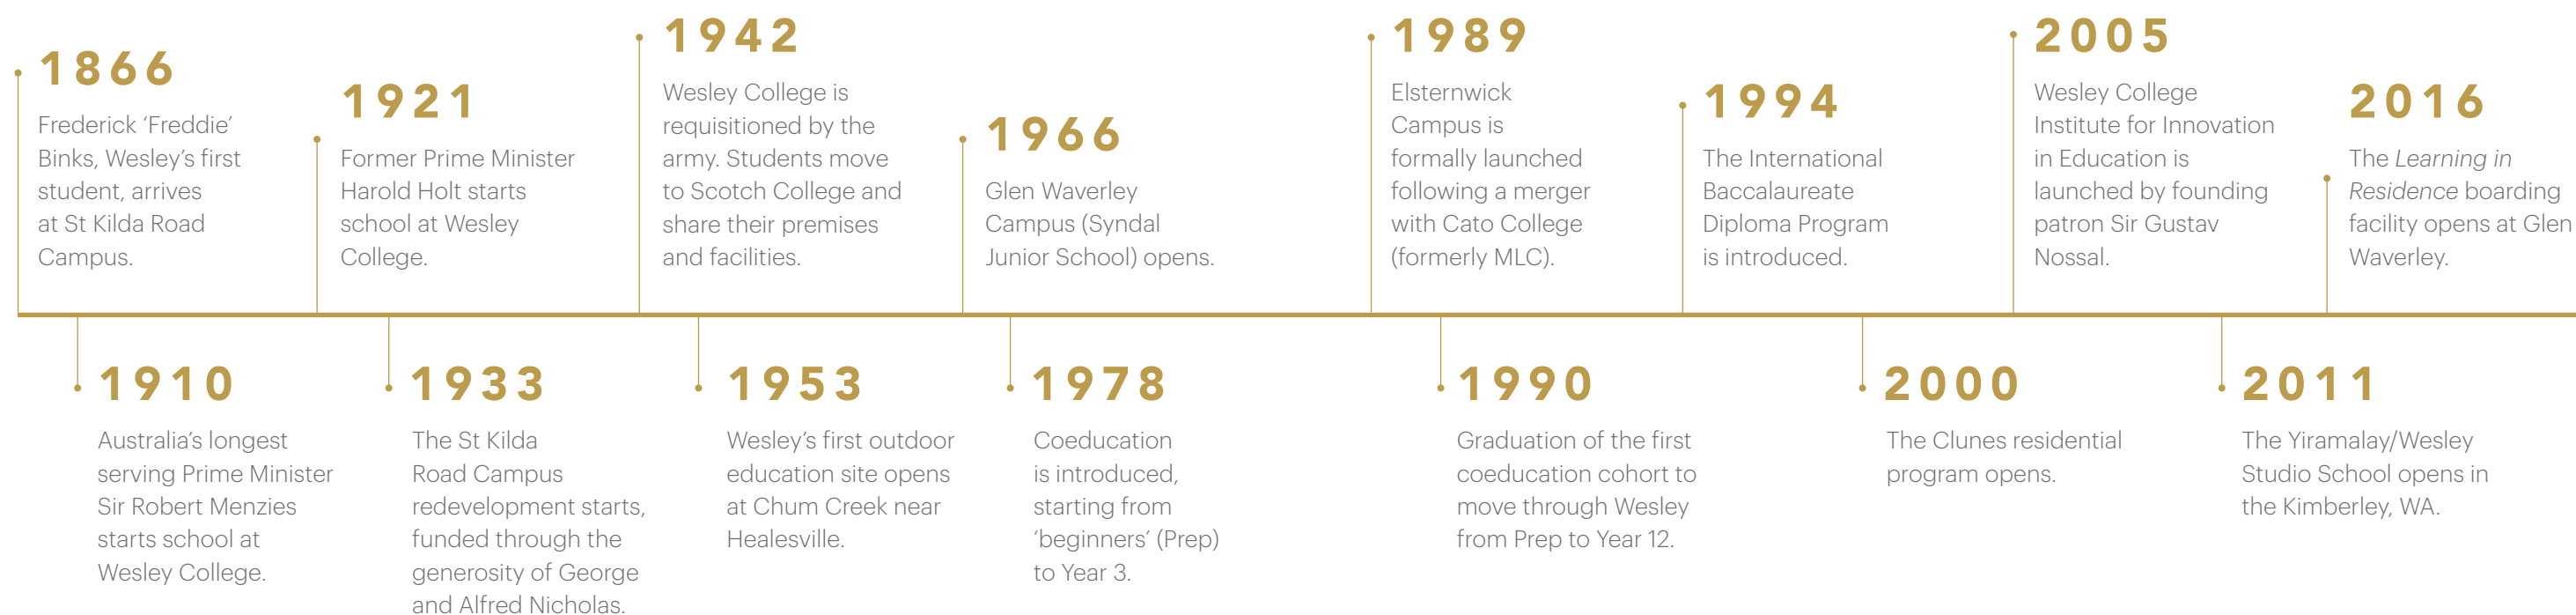 1866
Frederick ‘Freddie’
Binks, Wesley’s first
student, arrives
at St Kilda Road
Campus.
1910
Australia’s longest
serving Prime Minister
Sir Robert Menzies
starts school at
Wesley College.
1921
Former Prime Minister
Harold Holt starts
school at Wesley
College.
1933
The St Kilda
Road Campus
redevelopment starts,
funded through the
generosity of George
and Alfred Nicholas.
1942
Wesley College is
requisitioned by the
army. Students move
to Scotch College and
share their premises
and facilities.
1953
Wesley’s first outdoor
education site opens
at Chum Creek near
Healesville.
1966
Glen Waverley
Campus (Syndal
Junior School) opens.
1978
Coeducation
is introduced,
starting from
‘beginners’ (Prep)
to Year 3.
1989
Elsternwick
Campus is
formally launched
following a merger
with Cato College
(formerly MLC).
1990
Graduation of the first
coeducation cohort to
move through Wesley
from Prep to Year 12.
1994
The International
Baccalaureate
Diploma Program
is introduced.
2000
The Clunes residential
program opens.
2005
Wesley College
Institute for Innovation
in Education is
launched by founding
patron Sir Gustav
Nossal.
2011
The Yiramalay/Wesley
Studio School opens in
the Kimberley, WA.
2016
The Learning in
Residence boarding
facility opens at Glen
Waverley.